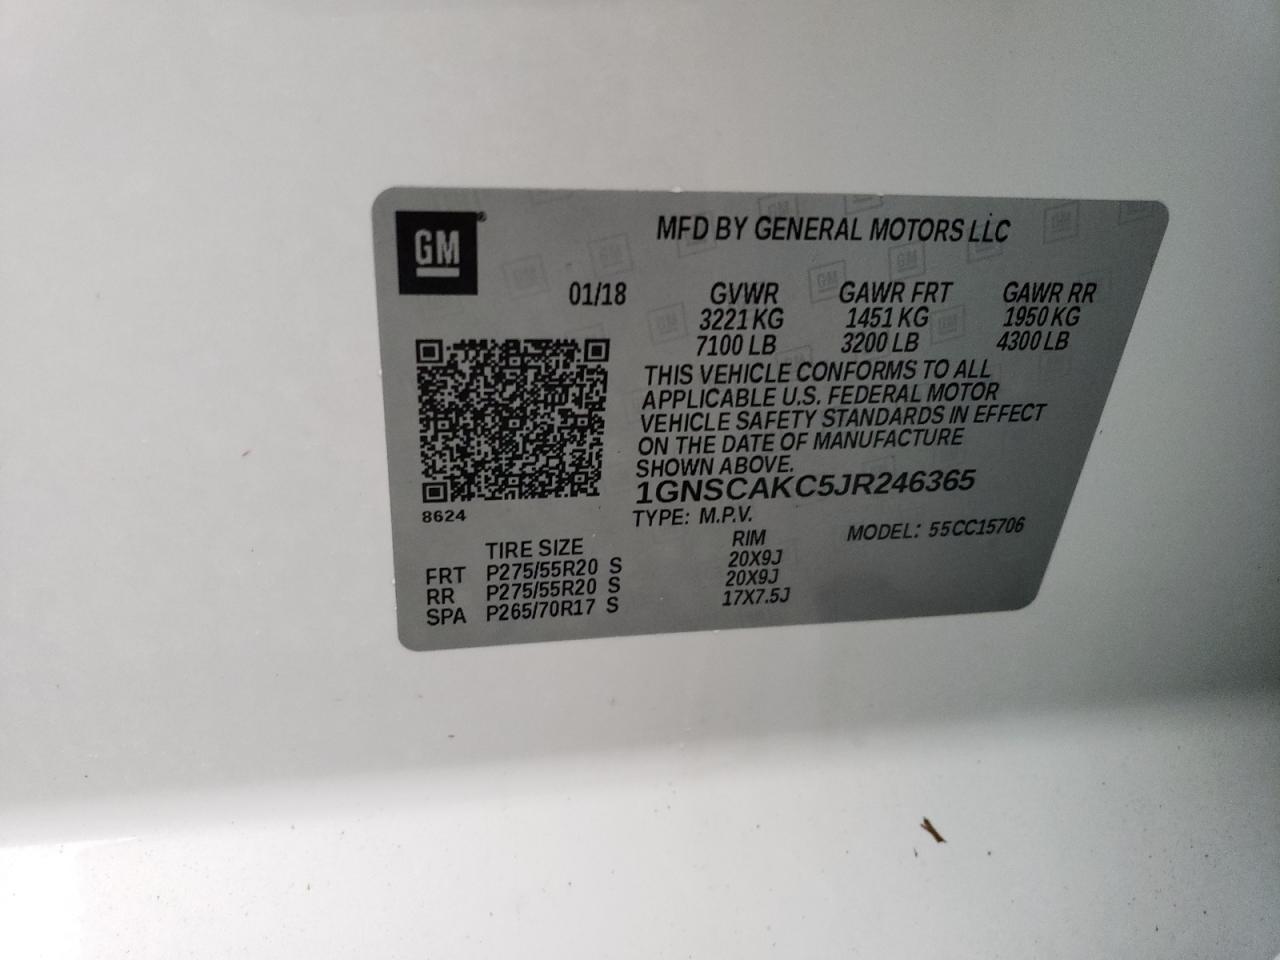 GM
MFD BY GENERAL MOTORS LLC
01/18 GVWR GAWR FRT GAWR RR
3221 KG 1451 KG 1950 KG
7100 LB 3200 LB 4300 LB
THIS VEHICLE CONFORMS TO ALL
APPLICABLE U.S. FEDERAL MOTOR
VEHICLE SAFETY STANDARDS IN EFFECT
ON THE DATE OF MANUFACTURE
SHOWN ABOVE.
1GNSCAKC5JR246365
8624
TYPE: M.P.V. MODEL: 55CC15706
TIRE SIZE RIM
FRT P275/55R20 S 20X9J
RR P275/55R20 S 20X9J
SPA P265/70R17 S 17X7.5J